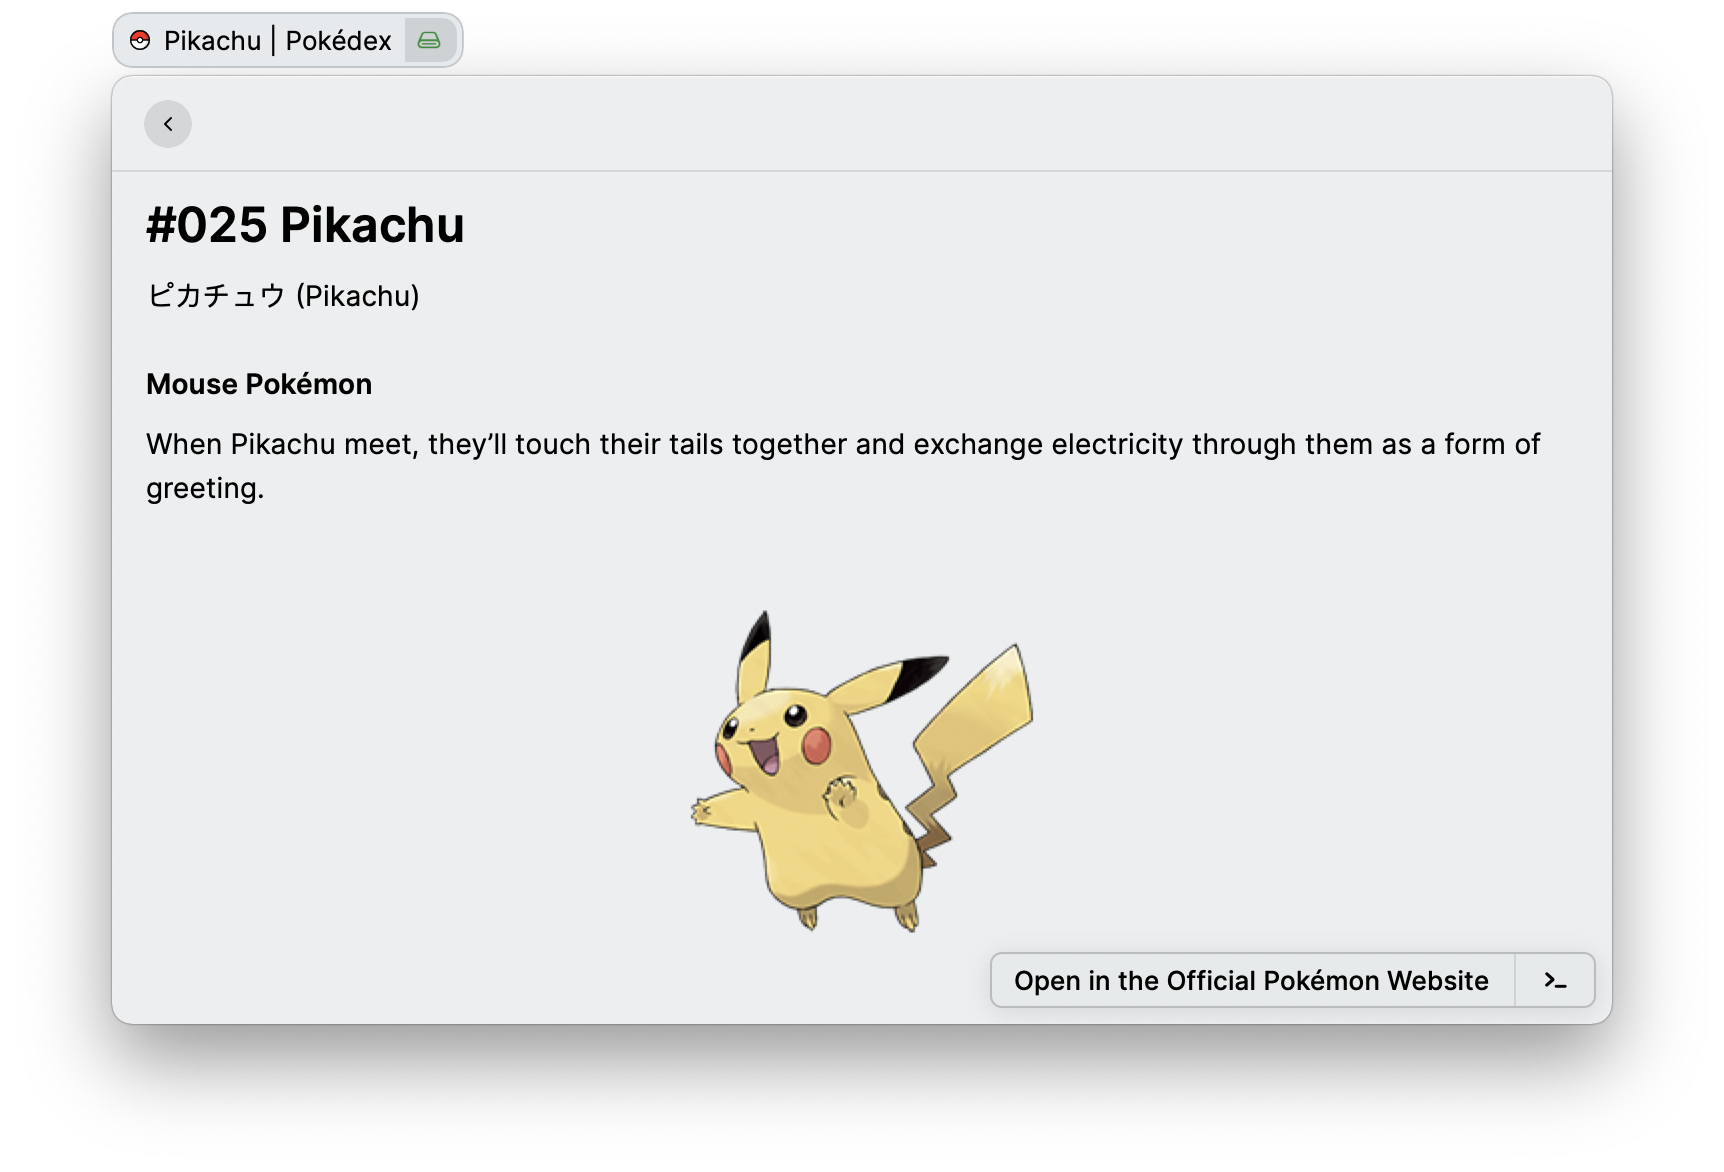 Pikachu | Pokédex
#025 Pikachu
ピカチュウ (Pikachu)
Mouse Pokémon
When Pikachu meet, they’ll touch their tails together and exchange electricity through them as a form of
greeting.
Open in the Official Pokémon Website